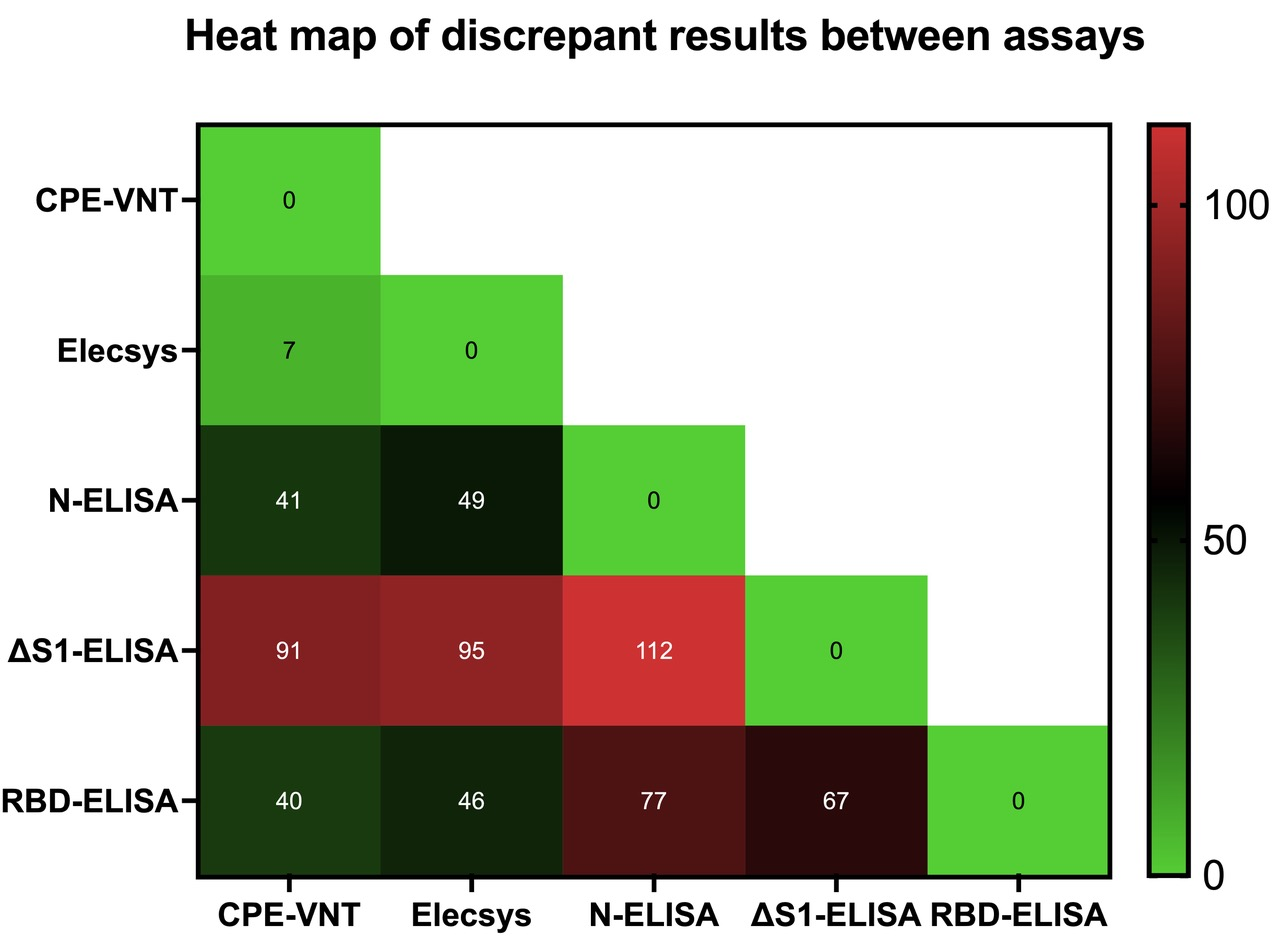 Heat map of discrepant results between assays
CPE-VNT 0
Elecsys 7 0
N-ELISA 41 49 0
ΔS1-ELISA 91 95 112 0
RBD-ELISA 40 46 77 67 0
CPE-VNT Elecsys N-ELISA ΔS1-ELISA RBD-ELISA
100
50
0